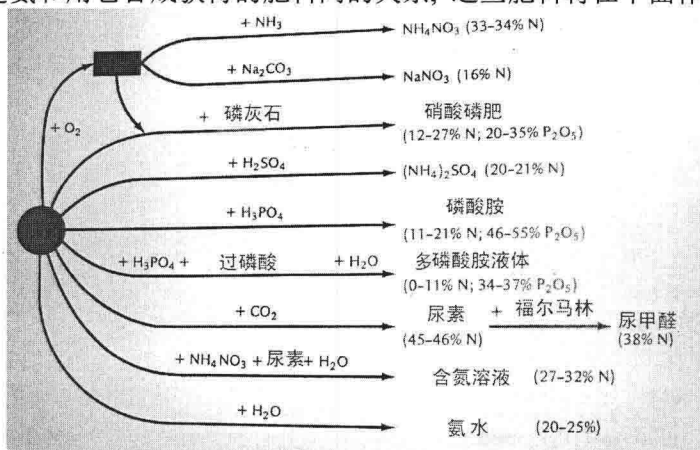 + NH₃
NH₄NO₃ (33-34% N)
+ Na₂CO₃
NaNO₃ (16% N)
+ O₂
+ 磷灰石
硝酸磷肥
(12-27% N; 20-35% P₂O₅)
+ H₂SO₄
(NH₄)₂SO₄ (20-21% N)
+ H₃PO₄
磷酸胺
(11-21% N; 46-55% P₂O₅)
+ H₃PO₄ + 过磷酸 + H₂O
多磷酸胺液体
(0-11% N; 34-37% P₂O₅)
+ CO₂
尿素 + 福尔马林 尿甲醛
(45-46% N) (38% N)
+ NH₄NO₃ + 尿素 + H₂O
含氮溶液 (27-32% N)
+ H₂O
氨水 (20-25%)